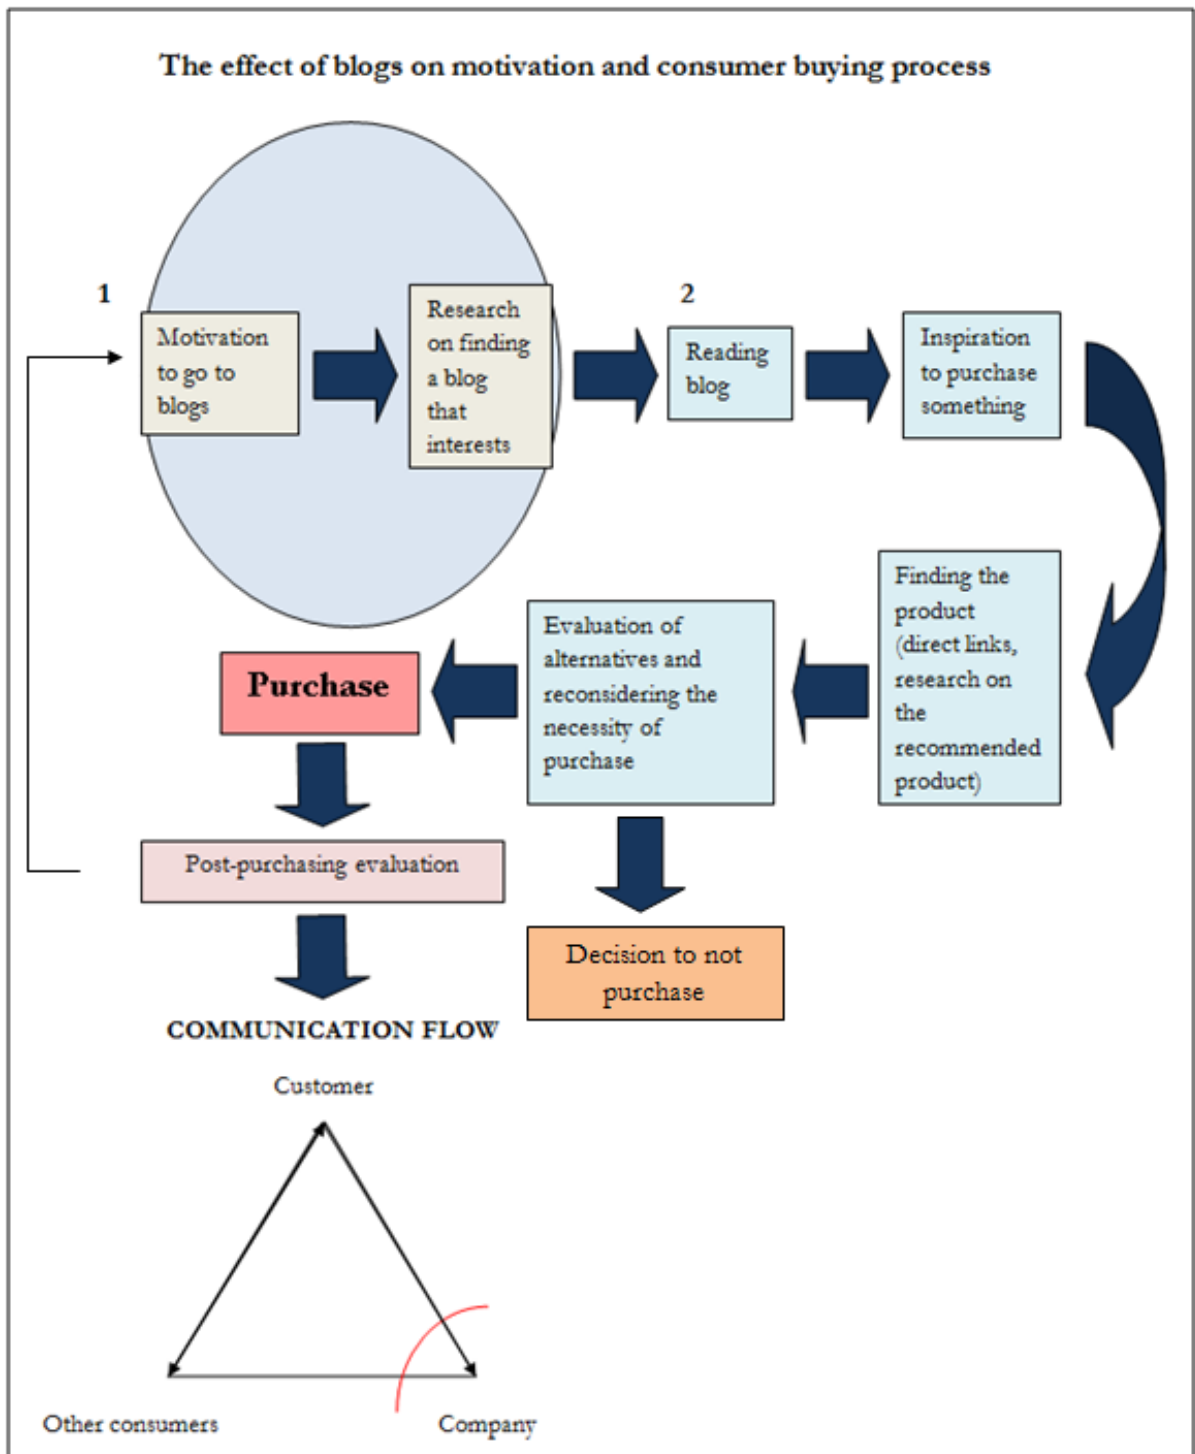 The effect of blogs on motivation and consumer buying process
1
Motivation
to go to
blogs
Research
on finding
a blog
that
interests
2
Reading
blog
Inspiration
to purchase
something
Finding the
product
(direct links,
research on
the
recommended
product)
Evaluation of
alternatives and
reconsidering the
necessity of
purchase
Purchase
Post-purchasing evaluation
Decision to not
purchase
COMMUNICATION FLOW
Customer
Other consumers
Company